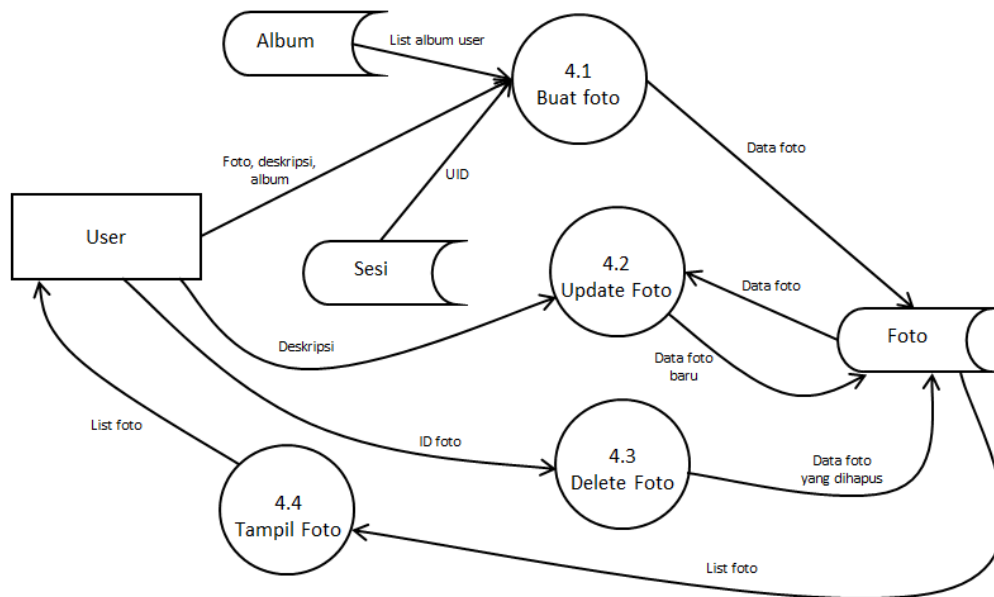 Album
List album user
4.1
Buat foto
Foto, deskripsi,
album
UID
Data foto
User
Sesi
4.2
Update Foto
Data foto
Foto
Deskripsi
Data foto
baru
List foto
ID foto
4.3
Delete Foto
Data foto
yang dihapus
4.4
Tampil Foto
List foto